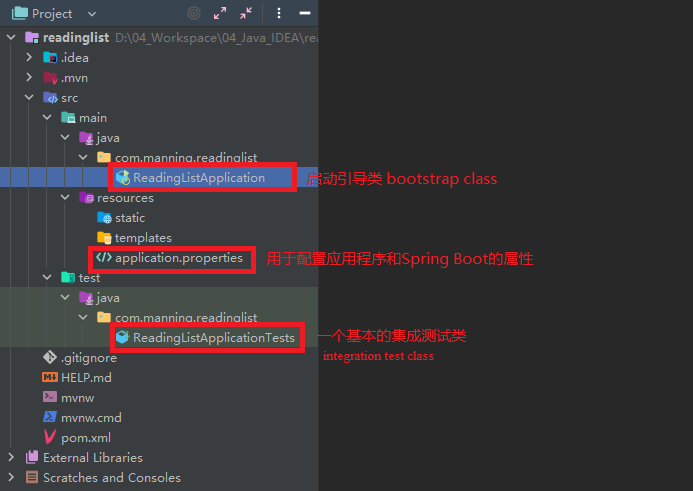 Project
readinglist D:\04_Workspace\04_Java_IDEA\rea
.idea
.mvn
src
main
java
com.manning.readinglist
ReadingListApplication 启动引导类 bootstrap class
resources
static
templates
application.properties 用于配置应用程序和Spring Boot的属性
test
java
com.manning.readinglist
ReadingListApplicationTests 一个基本的集成测试类
integration test class
.gitignore
HELP.md
mvnw
mvnw.cmd
pom.xml
External Libraries
Scratches and Consoles